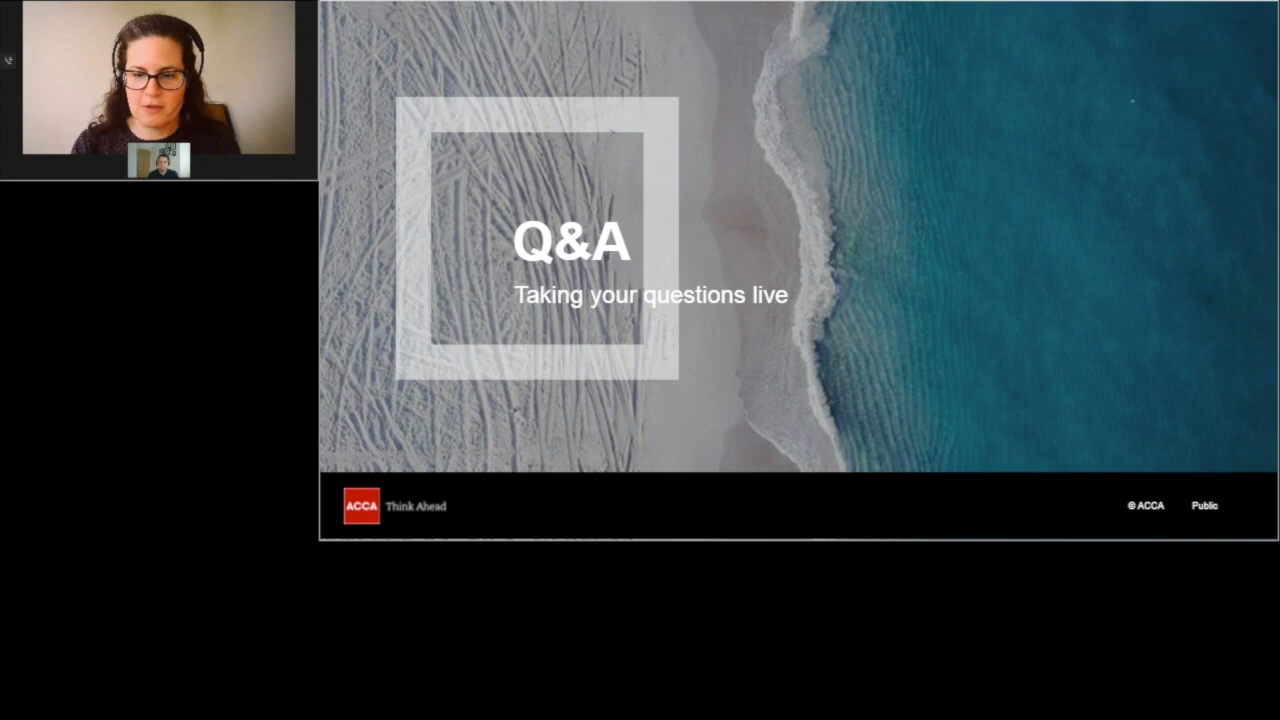 Q&A
Taking your questions live
ACCA
Think Ahead
© ACCA
Public